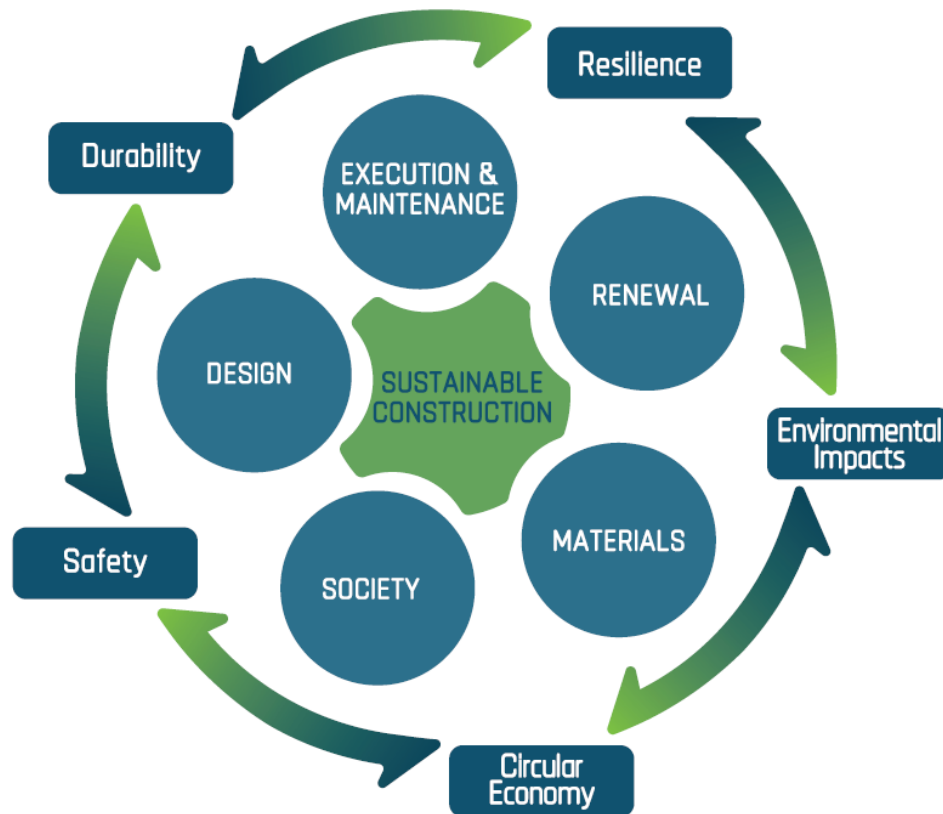 Resilience
Durability
EXECUTION &
MAINTENANCE
RENEWAL
DESIGN
SUSTAINABLE
CONSTRUCTION
Environmental
Impacts
MATERIALS
Safety
SOCIETY
Circular
Economy